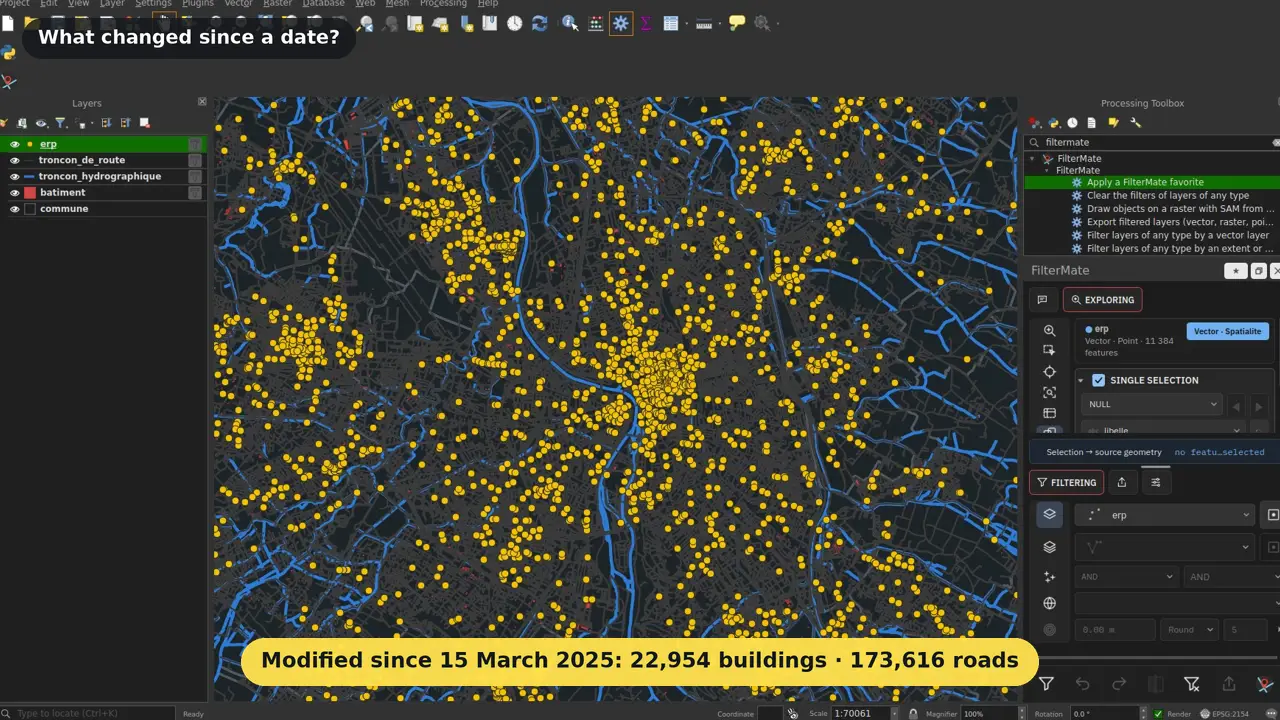 Project Edit View Layer Settings Plugins Vector Raster Database Web Mesh Processing Help
What changed since a date?
Layers
erp
troncon_de_route
troncon_hydrographique
batiment
commune
Processing Toolbox
filtermate
FilterMate
FilterMate
Apply a FilterMate favorite
Clear the filters of layers of any type
Draw objects on a raster with SAM from ...
Export filtered layers (vector, raster, poi...
Filter layers of any type by a vector layer
Filter layers of any type by an extent or ...
FilterMate
EXPLORING
erp
Vector · Point · 11 384
features
Vector · Spatialite
SINGLE SELECTION
NULL
libelle
Selection → source geometry no featu…selected
FILTERING
erp
AND AND
0.00 m Round 5
Modified since 15 March 2025: 22,954 buildings · 173,616 roads
Type to locate (Ctrl+K) Ready Coordinate Scale 1:70061 Magnifier 100% Rotation 0.0 ° Render EPSG:2154